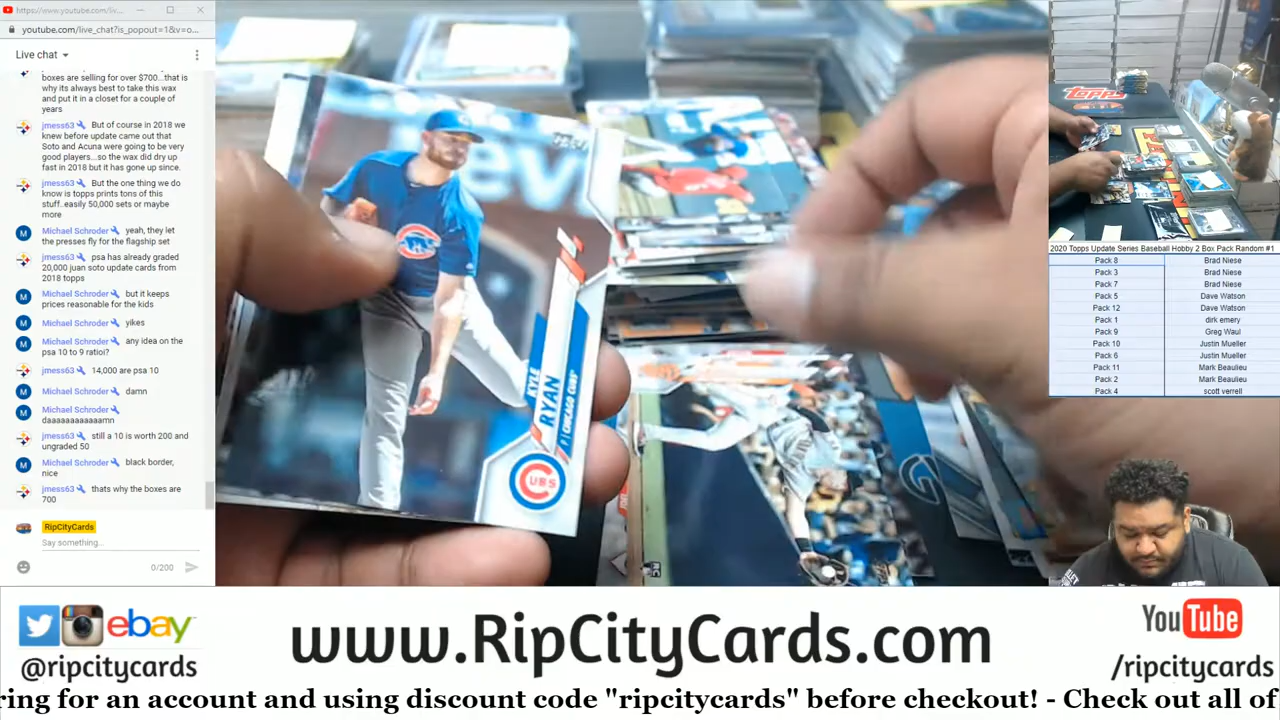 https://www.youtube.com/liv...
youtube.com/live_chat?is_popout=1&v=o...
Live chat
boxes are selling for over $700...that is
why its always best to take this wax
and put it in a closet for a couple of
years
jmess63 But of course in 2018 we
knew before update came out that
Soto and Acuna were going to be very
good players...so the wax did dry up
fast in 2018 but it has gone up since.
jmess63 But the one thing we do
know is topps prints tons of this
stuff..easily 50,000 sets or maybe
more
Michael Schroder yeah, they let
the presses fly for the flagship set
jmess63 psa has already graded
20,000 juan soto update cards from
2018 topps
Michael Schroder but it keeps
prices reasonable for the kids
Michael Schroder yikes
Michael Schroder any idea on the
psa 10 to 9 ratioi?
jmess63 14,000 are psa 10
Michael Schroder damn
Michael Schroder
daaaaaaaaaaamn
jmess63 still a 10 is worth 200 and
ungraded 50
Michael Schroder black border,
nice
jmess63 thats why the boxes are
700
RipCityCards
Say something...
0/200
KYLE
RYAN
P | CHICAGO CUBS
CUBS
Topps
2020 Topps Update Series Baseball Hobby 2 Box Pack Random #1
Pack 8 Brad Niese
Pack 3 Brad Niese
Pack 7 Brad Niese
Pack 5 Dave Watson
Pack 12 Dave Watson
Pack 1 dirk emery
Pack 9 Greg Waul
Pack 10 Justin Mueller
Pack 6 Justin Mueller
Pack 11 Mark Beaulieu
Pack 2 Mark Beaulieu
Pack 4 scott verrell
ebay
@ripcitycards
www.RipCityCards.com
YouTube
/ripcitycards
ring for an account and using discount code "ripcitycards" before checkout! - Check out all of